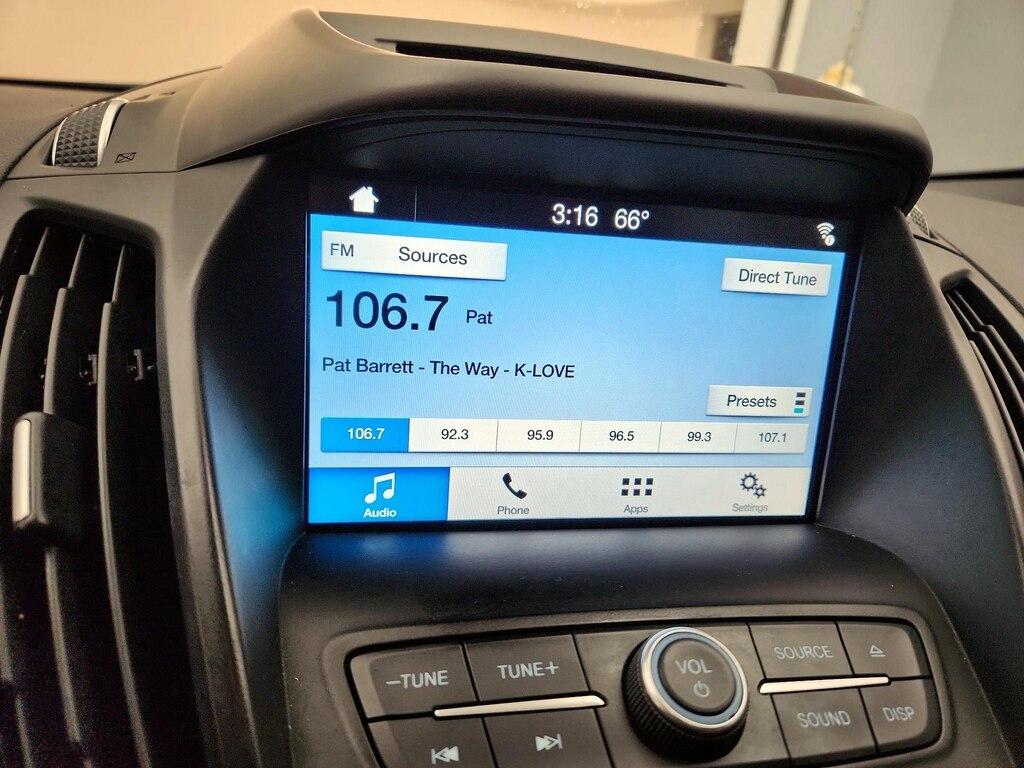 3:16 66°
FM Sources
Direct Tune
106.7 Pat
Pat Barrett - The Way - K-LOVE
Presets
106.7 92.3 95.9 96.5 99.3 107.1
Audio Phone Apps Settings
-TUNE TUNE+ VOL SOURCE
SOUND DISP